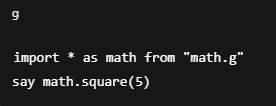 g
import * as math from "math.g"
say math.square(5)